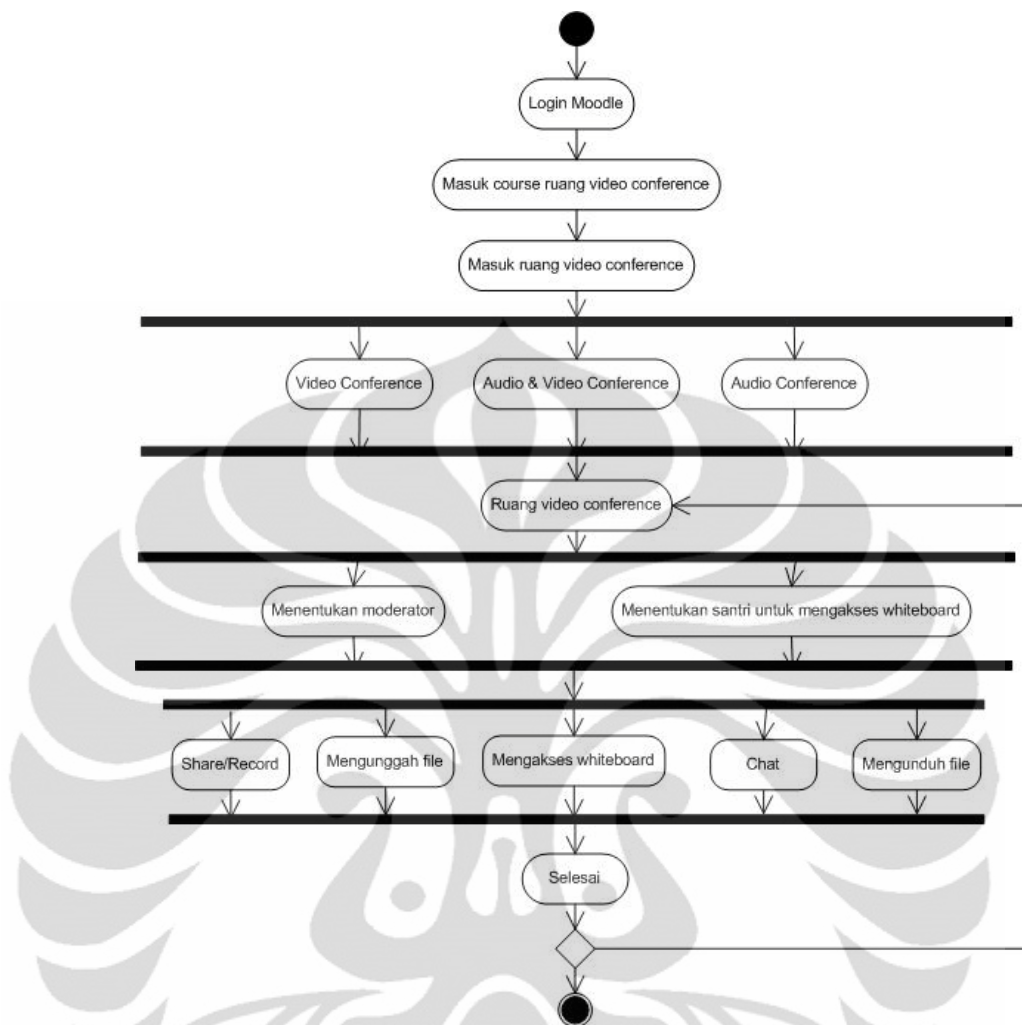 Login Moodle
Masuk course ruang video conference
Masuk ruang video conference
Video Conference
Audio & Video Conference
Audio Conference
Ruang video conference
Menentukan moderator
Menentukan santri untuk mengakses whiteboard
Share/Record
Mengunggah file
Mengakses whiteboard
Chat
Mengunduh file
Selesai